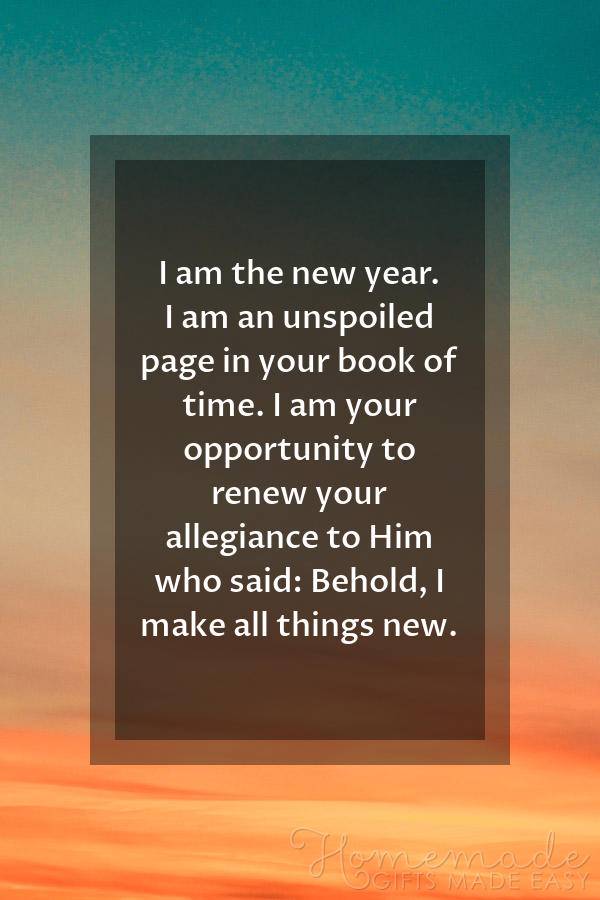 I am the new year.
I am an unspoiled
page in your book of
time. I am your
opportunity to
renew your
allegiance to Him
who said: Behold, I
make all things new.
Homemade
GIFTS MADE EASY